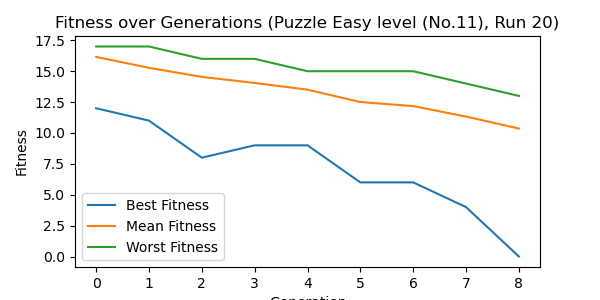 Fitness over Generations (Puzzle Easy level (No.11), Run 20)
17.5
15.0
12.5
10.0
7.5
5.0
2.5
0.0
Fitness
Best Fitness
Mean Fitness
Worst Fitness
0 1 2 3 4 5 6 7 8
Generation